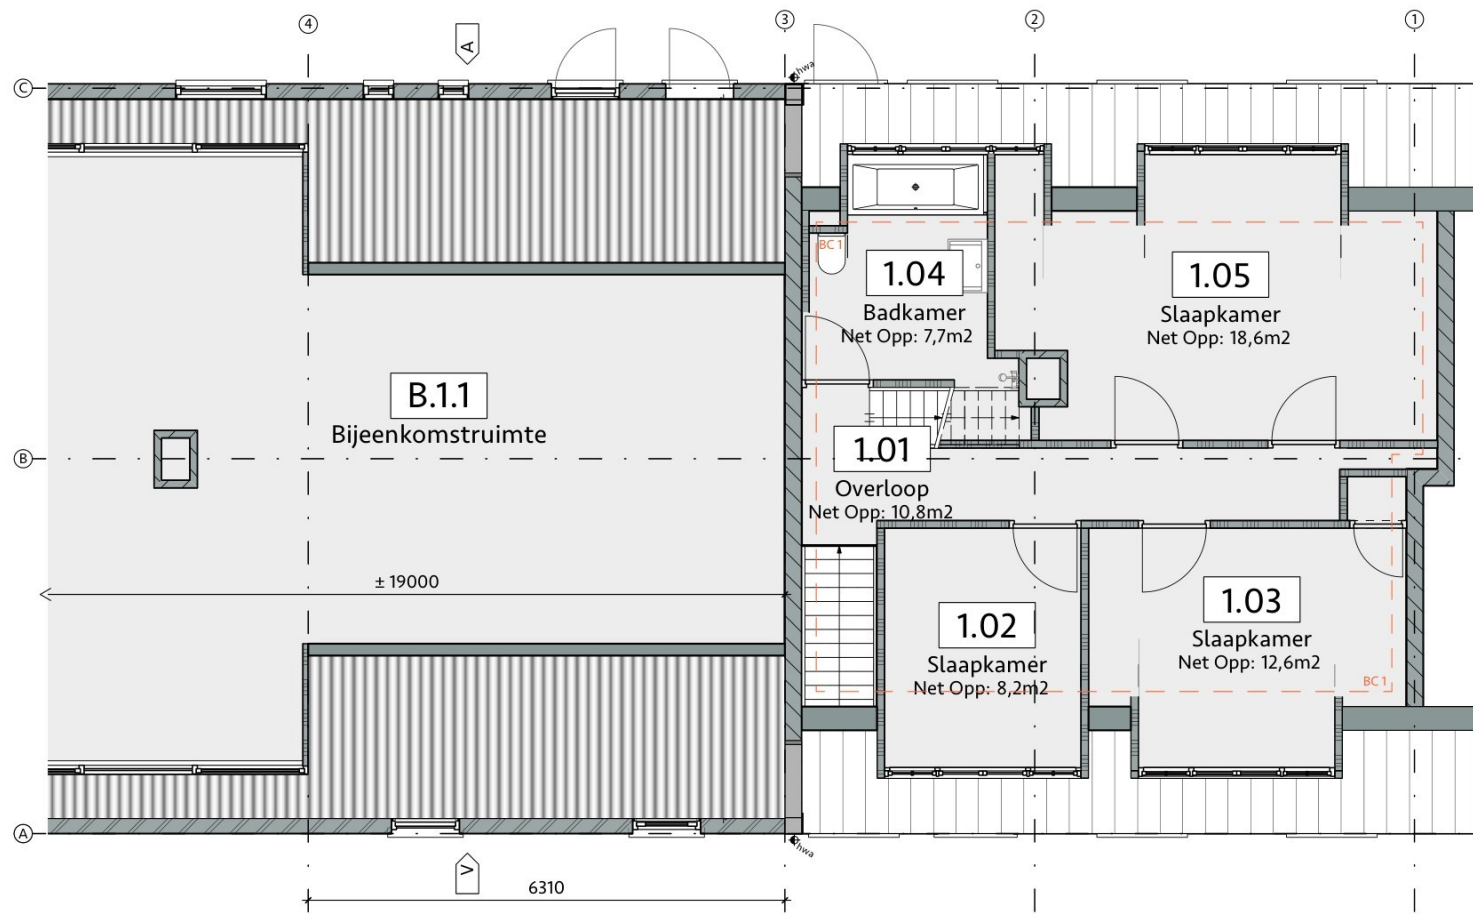 4
3
2
1
A
hwa
C
BC 1
1.04
Badkamer
Net Opp: 7,7m2
1.05
Slaapkamer
Net Opp: 18,6m2
B.1.1
Bijeenkomstruimte
1.01
Overloop
Net Opp: 10,8m2
B
± 19000
1.02
Slaapkamer
Net Opp: 8,2m2
1.03
Slaapkamer
Net Opp: 12,6m2
BC 1
A
hwa
V
6310